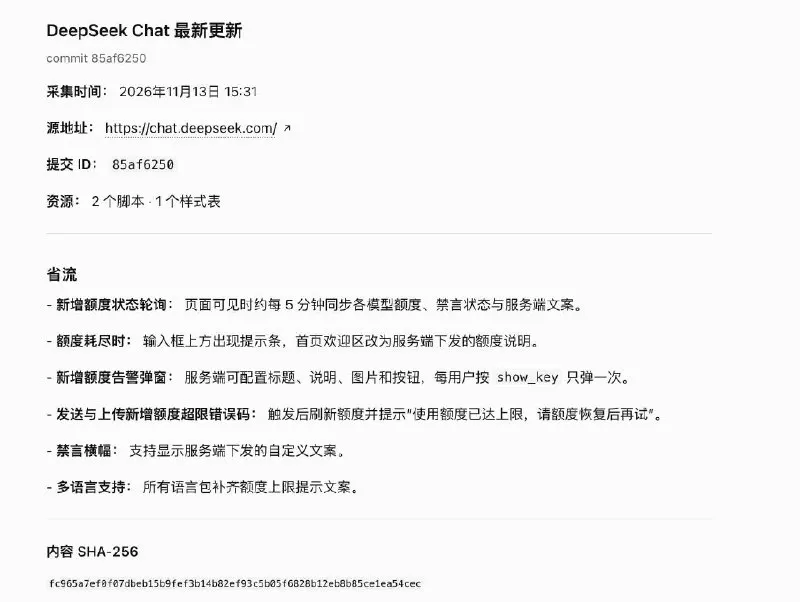 DeepSeek Chat 最新更新
commit 85af6250
采集时间： 2026年11月13日 15:31
源地址： https://chat.deepseek.com/ ↗
提交 ID： 85af6250
资源： 2 个脚本 · 1 个样式表
省流
- 新增额度状态轮询： 页面可见时约每 5 分钟同步各模型额度、禁言状态与服务端文案。
- 额度耗尽时： 输入框上方出现提示条，首页欢迎区改为服务端下发的额度说明。
- 新增额度告警弹窗： 服务端可配置标题、说明、图片和按钮，每用户按 show_key 只弹一次。
- 发送与上传新增额度超限错误码： 触发后刷新额度并提示"使用额度已达上限，请额度恢复后再试"。
- 禁言横幅： 支持显示服务端下发的自定义文案。
- 多语言支持： 所有语言包补齐额度上限提示文案。
内容 SHA-256
fc965a7ef0f07dbeb15b9fef3b14b82ef93c5b05f6828b12eb8b85ce1ea54cec